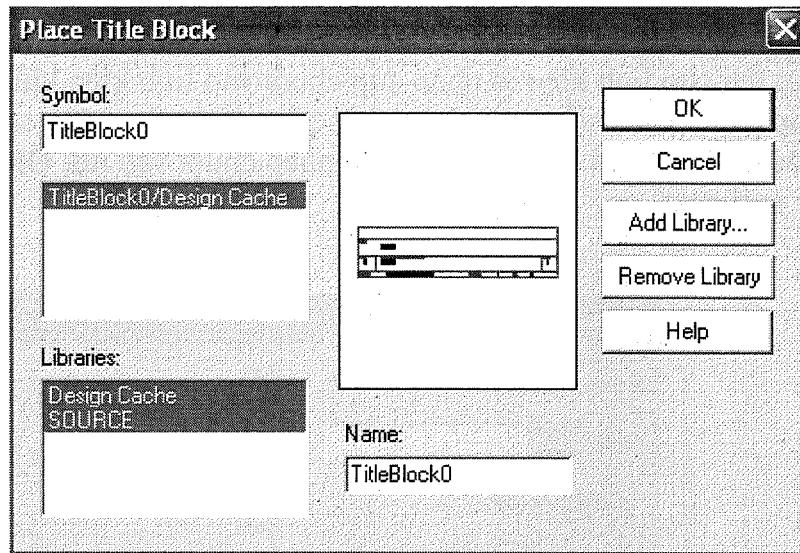 Place Title Block
Symbol:
TitleBlock0
TitleBlock0/Design Cache
Libraries:
Design Cache
SOURCE
Name:
TitleBlock0
OK
Cancel
Add Library...
Remove Library
Help